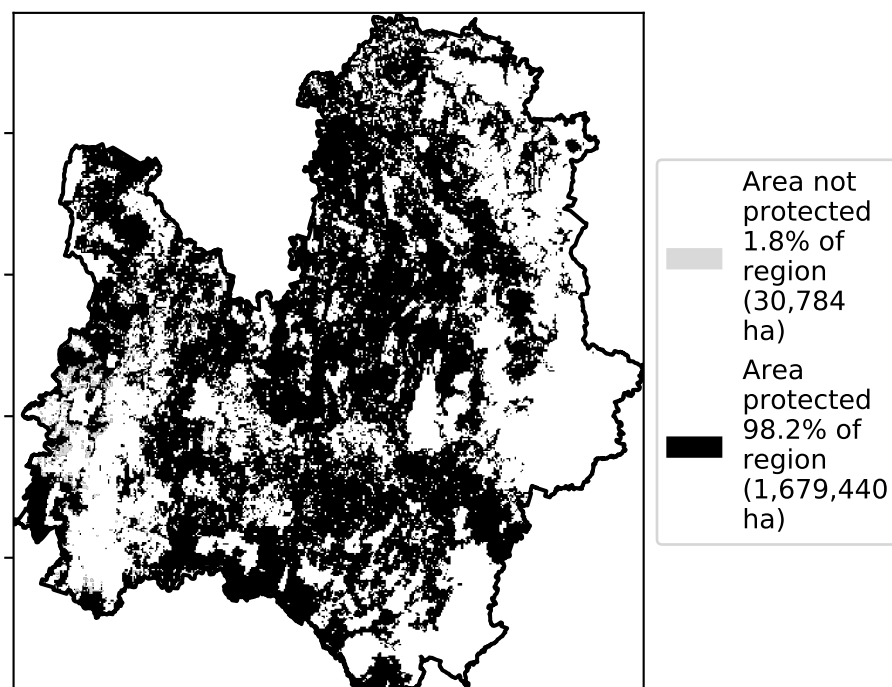 Area not
protected
1.8% of
region
(30,784
ha)
Area
protected
98.2% of
region
(1,679,440
ha)